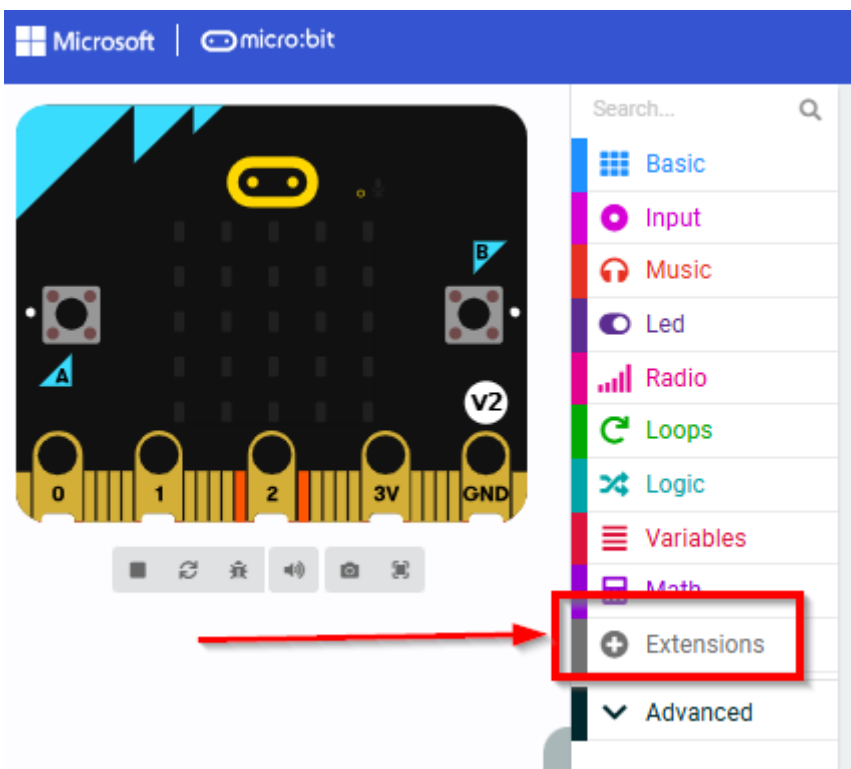 Microsoft | micro:bit
Search...
Basic
Input
Music
Led
Radio
Loops
Logic
Variables
Math
Extensions
Advanced
B
A
V2
0 1 2 3V GND